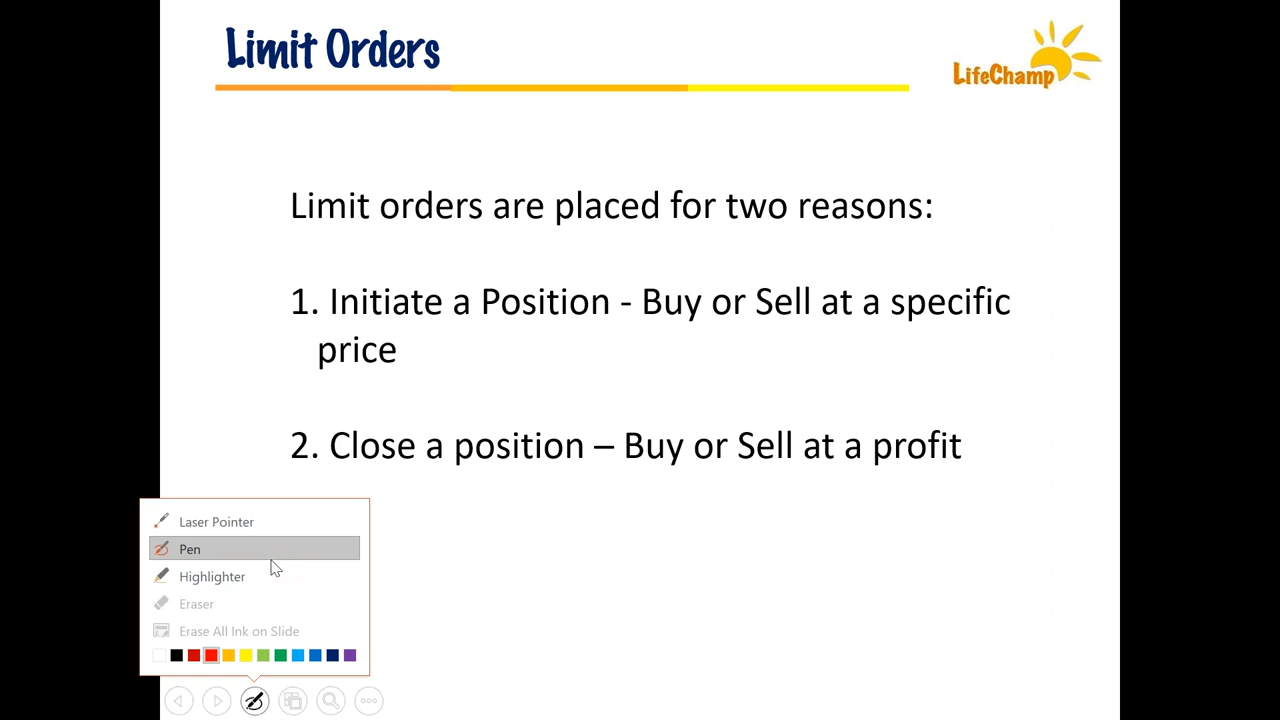 Limit Orders
LifeChamp
Limit orders are placed for two reasons:
1. Initiate a Position - Buy or Sell at a specific
price
2. Close a position – Buy or Sell at a profit
Laser Pointer
Pen
Highlighter
Eraser
Erase All Ink on Slide